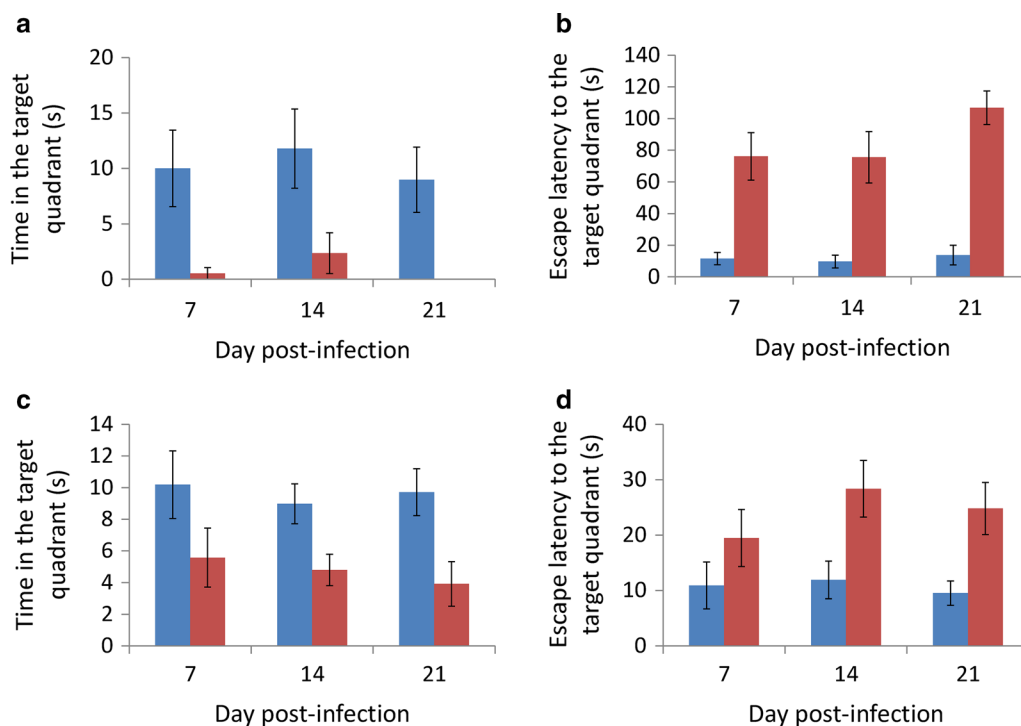 a
Time in the target
quadrant (s)
20
15
10
5
0
7 14 21
Day post-infection
b
Escape latency to the
target quadrant (s)
140
120
100
80
60
40
20
0
7 14 21
Day post-infection
c
Time in the target
quadrant (s)
14
12
10
8
6
4
2
0
7 14 21
Day post-infection
d
Escape latency to the
target quadrant (s)
40
30
20
10
0
7 14 21
Day post-infection